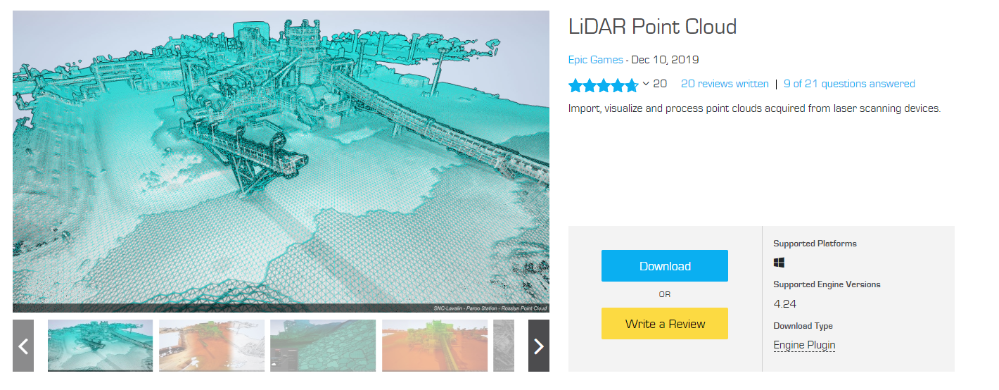 LiDAR Point Cloud
Epic Games - Dec 10, 2019
20 20 reviews written | 9 of 21 questions answered
Import, visualize and process point clouds acquired from laser scanning devices.
SNC-Lavalin - Paroo Station - Rosslyn Point Cloud
Download
OR
Write a Review
Supported Platforms
Supported Engine Versions
4.24
Download Type
Engine Plugin